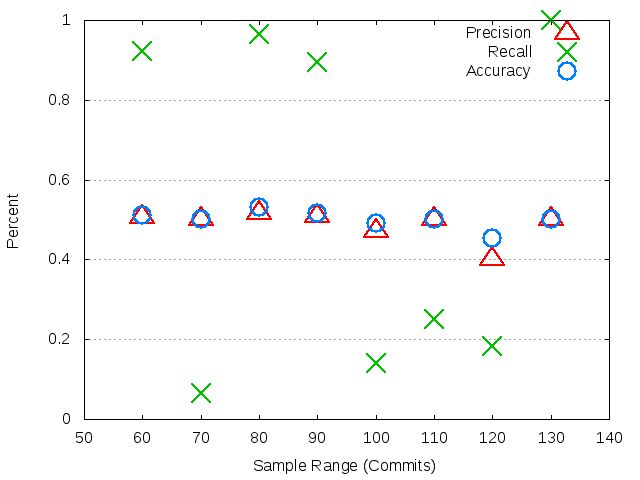 1
0.8
0.6
0.4
0.2
0
Percent
Precision
Recall
Accuracy
50 60 70 80 90 100 110 120 130 140
Sample Range (Commits)